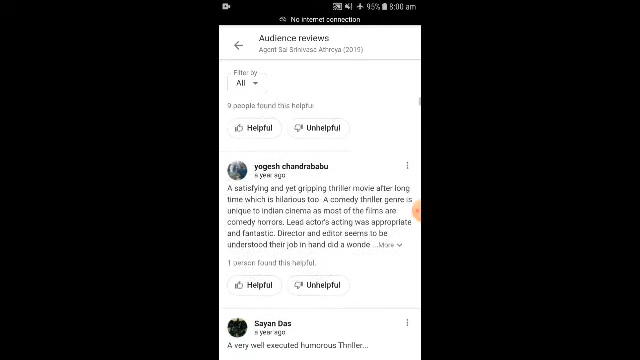 95% 8:00 am
No internet connection
Audience reviews
Agent Sai Srinivasa Athreya (2019)
Filter by
All
9 people found this helpful.
Helpful Unhelpful
yogesh chandrababu
a year ago
A satisfying and yet gripping thriller movie after long
time which is hilarious too. A comedy thriller genre is
unique to indian cinema as most of the films are
comedy horrors. Lead actor's acting was appropriate
and fantastic. Director and editor seems to be
understood their job in hand did a wonde ...More
1 person found this helpful.
Helpful Unhelpful
Sayan Das
a year ago
A very well executed humorous Thriller...